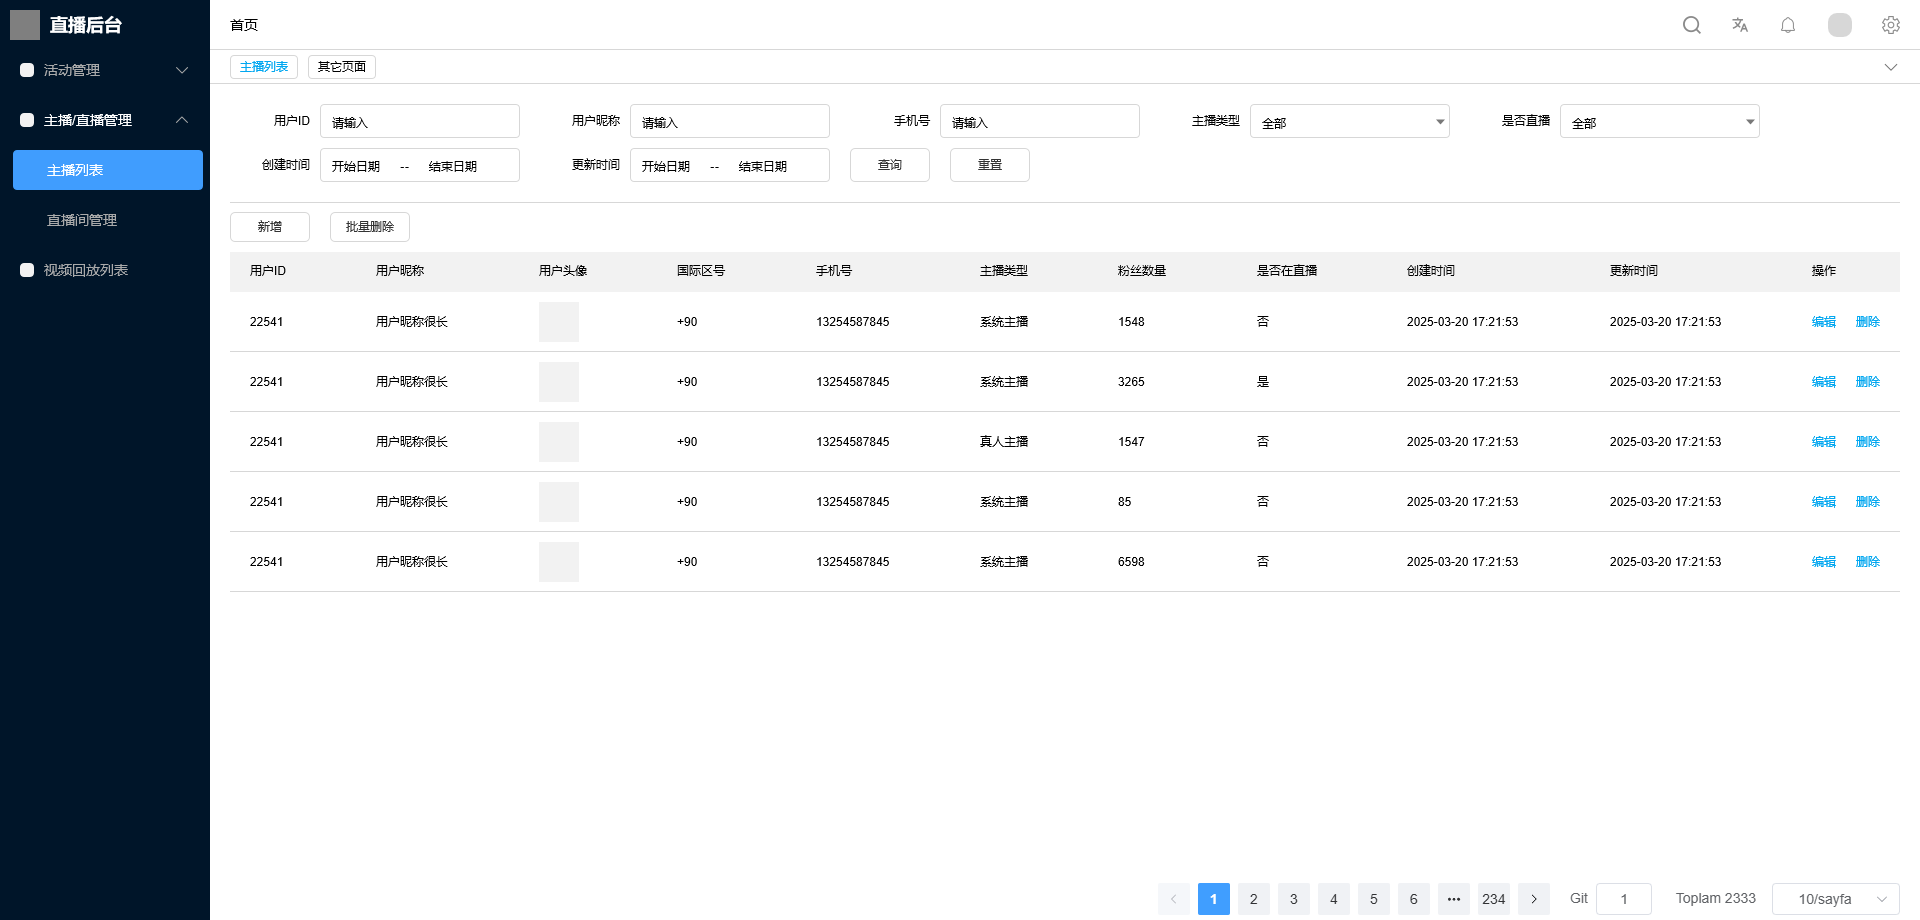 直播后台
活动管理
主播/直播管理
主播列表
直播间管理
视频回放列表
首页
主播列表 其它页面
用户ID 请输入 用户昵称 请输入 手机号 请输入 主播类型 全部 是否直播 全部
创建时间 开始日期 -- 结束日期 更新时间 开始日期 -- 结束日期 查询 重置
新增 批量删除
用户ID 用户昵称 用户头像 国际区号 手机号 主播类型 粉丝数量 是否在直播 创建时间 更新时间 操作
22541 用户昵称很长 +90 13254587845 系统主播 1548 否 2025-03-20 17:21:53 2025-03-20 17:21:53 编辑 删除
22541 用户昵称很长 +90 13254587845 系统主播 3265 是 2025-03-20 17:21:53 2025-03-20 17:21:53 编辑 删除
22541 用户昵称很长 +90 13254587845 真人主播 1547 否 2025-03-20 17:21:53 2025-03-20 17:21:53 编辑 删除
22541 用户昵称很长 +90 13254587845 系统主播 85 否 2025-03-20 17:21:53 2025-03-20 17:21:53 编辑 删除
22541 用户昵称很长 +90 13254587845 系统主播 6598 否 2025-03-20 17:21:53 2025-03-20 17:21:53 编辑 删除
1 2 3 4 5 6 ••• 234 Git 1 Toplam 2333 10/sayfa